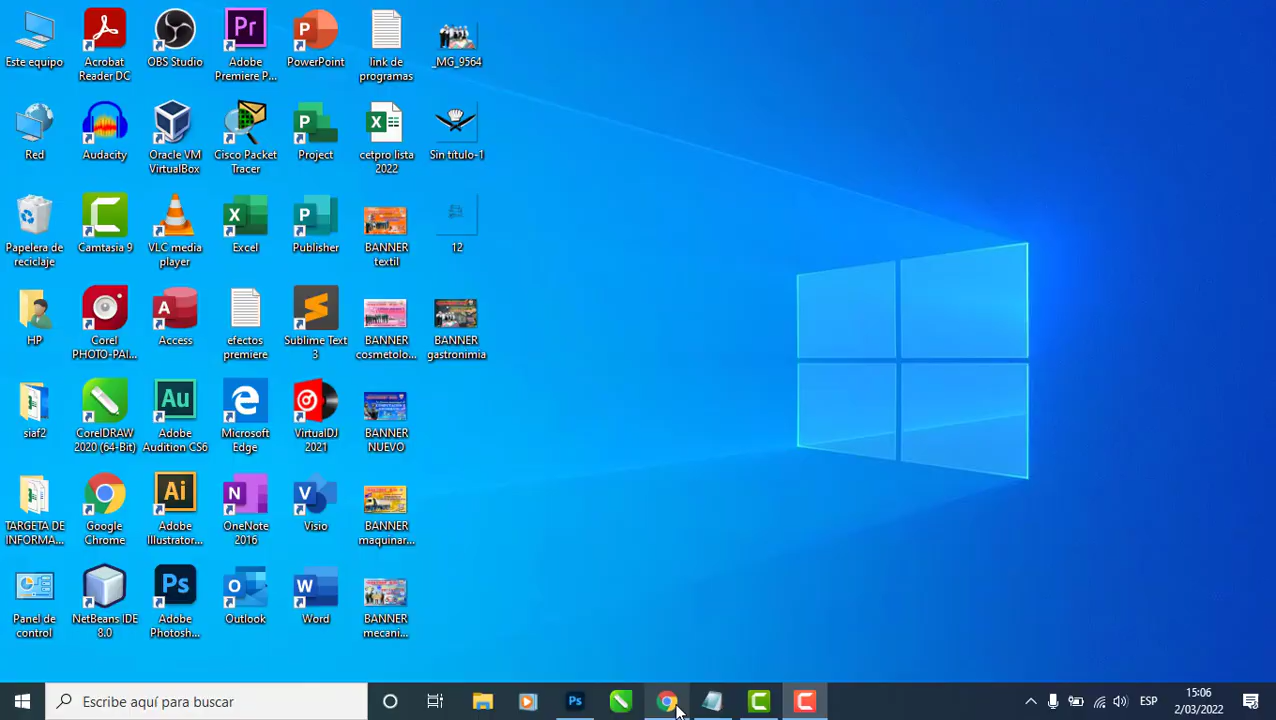 Este equipo
Acrobat
Reader DC
OBS Studio
Pr
Adobe
Premiere P...
P
PowerPoint
link de
programas
_MG_9564
Red
Audacity
Oracle VM
VirtualBox
Cisco Packet
Tracer
P
Project
X
cetpro lista
2022
Sin título-1
Papelera de
reciclaje
C
Camtasia 9
VLC media
player
X
Excel
P
Publisher
BANNER
textil
12
HP
Corel
PHOTO-PAI...
A
Access
efectos
premiere
Sublime Text
3
BANNER
cosmetolo...
BANNER
gastronimia
siaf2
CorelDRAW
2020 (64-Bit)
Au
Adobe
Audition CS6
Microsoft
Edge
VirtualDJ
2021
BANNER
NUEVO
TARGETA DE
INFORMA...
Google
Chrome
Ai
Adobe
Illustrator...
N
OneNote
2016
V
Visio
BANNER
maquinar...
Panel de
control
NetBeans IDE
8.0
Ps
Adobe
Photosh...
O
Outlook
W
Word
BANNER
mecani...
Escribe aquí para buscar
Ps
C
C
ESP
15:06
2/03/2022